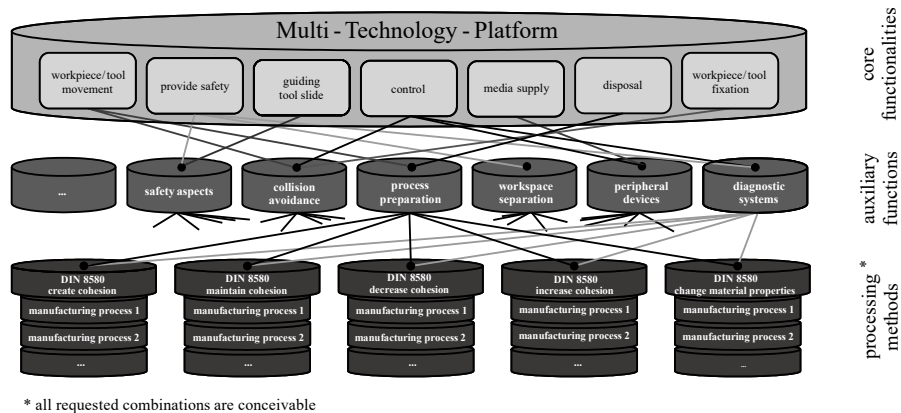 Multi - Technology - Platform
workpiece/tool
movement
provide safety
guiding
tool slide
control
media supply
disposal
workpiece/tool
fixation
core
functionalities
...
safety aspects
collision
avoidance
process
preparation
workspace
separation
peripheral
devices
diagnostic
systems
auxiliary
functions
DIN 8580
create cohesion
manufacturing process 1
manufacturing process 2
...
DIN 8580
maintain cohesion
manufacturing process 1
manufacturing process 2
...
DIN 8580
decrease cohesion
manufacturing process 1
manufacturing process 2
...
DIN 8580
increase cohesion
manufacturing process 1
manufacturing process 2
...
DIN 8580
change material properties
manufacturing process 1
manufacturing process 2
...
processing *
methods
* all requested combinations are conceivable